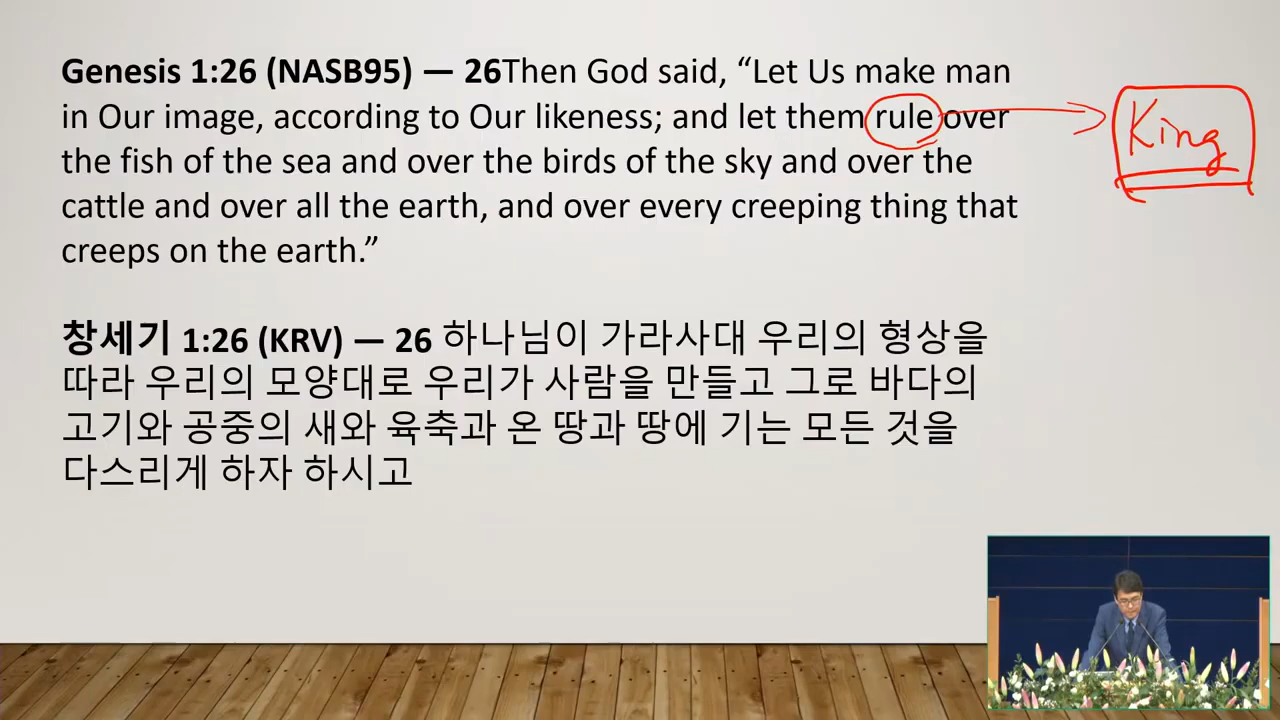 Genesis 1:26 (NASB95) — 26Then God said, “Let Us make man
in Our image, according to Our likeness; and let them rule over
the fish of the sea and over the birds of the sky and over the
cattle and over all the earth, and over every creeping thing that
creeps on the earth.”
King
창세기 1:26 (KRV) — 26 하나님이 가라사대 우리의 형상을
따라 우리의 모양대로 우리가 사람을 만들고 그로 바다의
고기와 공중의 새와 육축과 온 땅과 땅에 기는 모든 것을
다스리게 하자 하시고